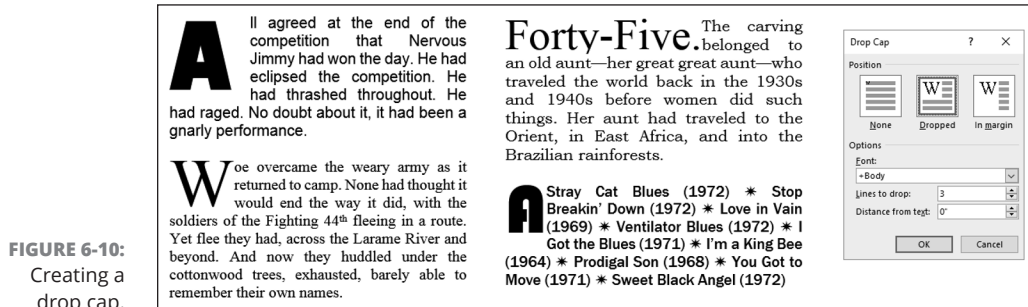 All agreed at the end of the
competition that Nervous
Jimmy had won the day. He had
eclipsed the competition. He
had thrashed throughout. He
had raged. No doubt about it, it had been a
gnarly performance.
Woe overcame the weary army as it
returned to camp. None had thought it
would end the way it did, with the
soldiers of the Fighting 44th fleeing in a route.
Yet flee they had, across the Larame River and
beyond. And now they huddled under the
cottonwood trees, exhausted, barely able to
remember their own names.
Forty-Five. The carving
belonged to
an old aunt—her great great aunt—who
traveled the world back in the 1930s
and 1940s before women did such
things. Her aunt had traveled to the
Orient, in East Africa, and into the
Brazilian rainforests.
A Stray Cat Blues (1972) ✶ Stop
Breakin' Down (1972) ✶ Love in Vain
(1969) ✶ Ventilator Blues (1972) ✶ I
Got the Blues (1971) ✶ I'm a King Bee
(1964) ✶ Prodigal Son (1968) ✶ You Got to
Move (1971) ✶ Sweet Black Angel (1972)
Drop Cap ? ×
Position
W W
None Dropped In margin
Options
Font:
+Body
Lines to drop: 3
Distance from text: 0"
OK Cancel
FIGURE 6-10:
Creating a
drop cap.